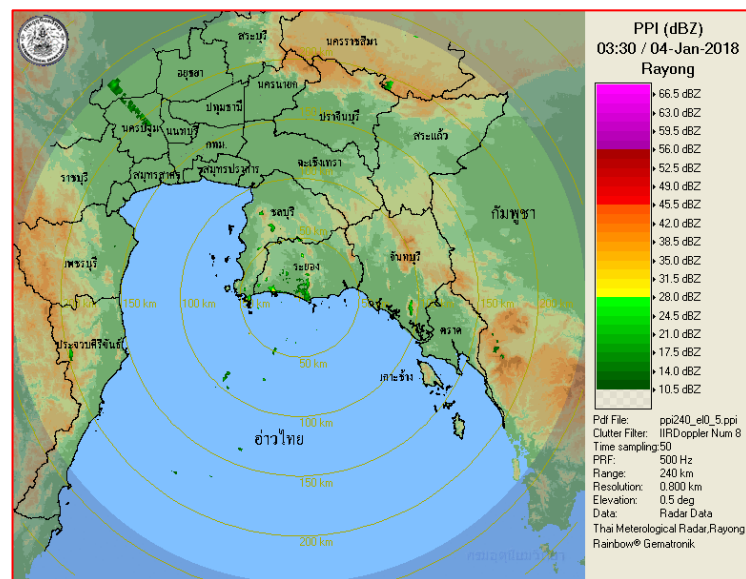 PPI (dBZ)
03:30 / 04-Jan-2018
Rayong
66.5 dBZ
63.0 dBZ
59.5 dBZ
56.0 dBZ
52.5 dBZ
49.0 dBZ
45.5 dBZ
42.0 dBZ
38.5 dBZ
35.0 dBZ
31.5 dBZ
28.0 dBZ
24.5 dBZ
21.0 dBZ
17.5 dBZ
14.0 dBZ
10.5 dBZ
Pdf File: ppi240_el0_5.ppi
Clutter Filter: IIRDoppler Num 8
Time sampling:50
PRF: 500 Hz
Range: 240 km
Resolution: 0.800 km
Elevation: 0.5 deg
Data: Radar Data
Thai Meterological Radar,Rayong
Rainbow® Gematronik
สระบุรี
นครราชสีมา
อยุธยา
นครนายก
ปทุมธานี
ปราจีนบุรี
นครปฐม
นนทบุรี
สระแก้ว
กทม.
ฉะเชิงเทรา
ราชบุรี
สมุทรสาคร
สมุทรปราการ
กัมพูชา
ชลบุรี
เพชรบุรี
ระยอง
จันทบุรี
50 km
150 km
100 km
150 km
200 km
ประจวบคีรีขันธ์
ตราด
50 km
เกาะช้าง
100 km
อ่าวไทย
150 km
200 km
กรมอุตุนิยมวิทยา